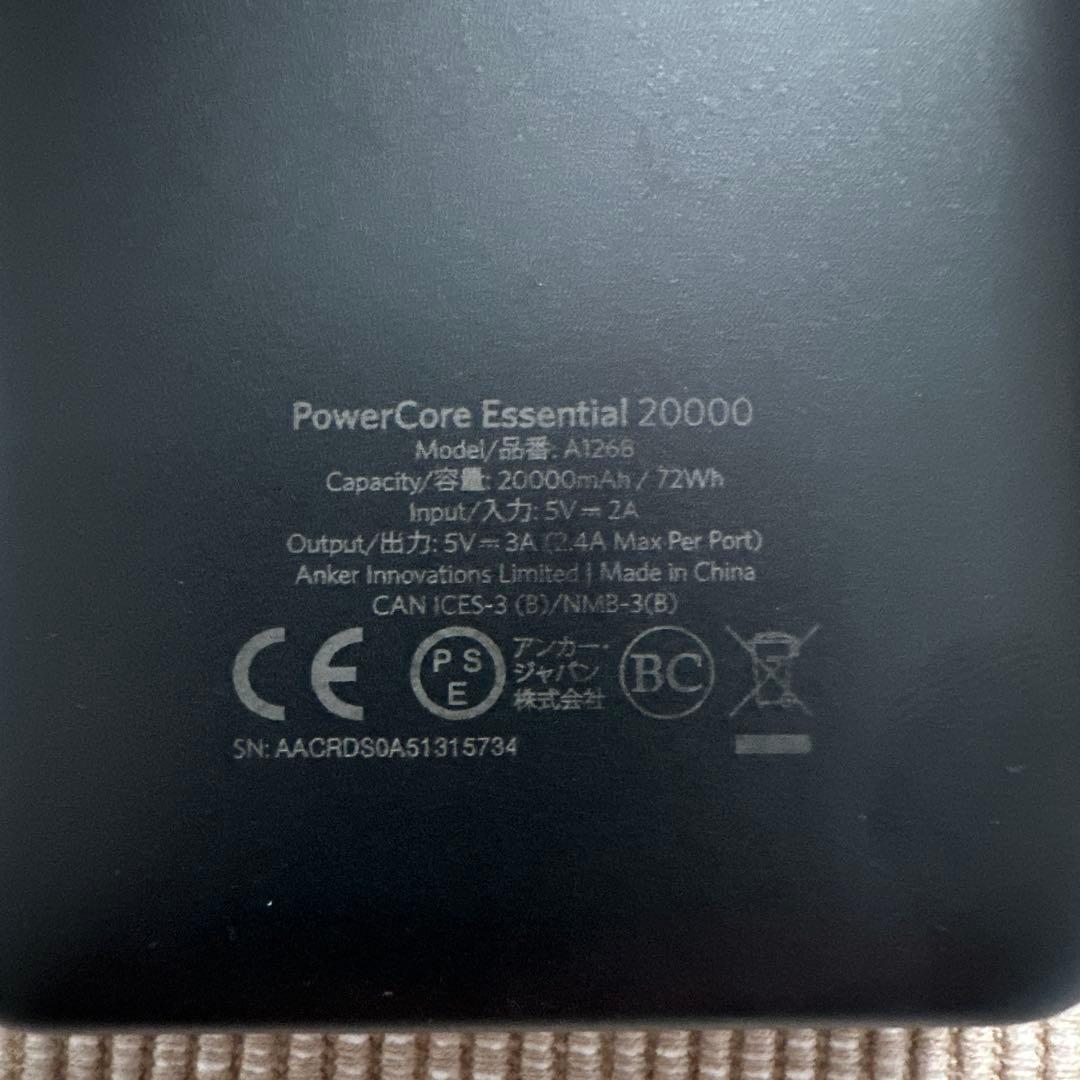 PowerCore Essential 20000
Model/品番: A1268
Capacity/容量: 20000mAh / 72Wh
Input/入力: 5V⎓2A
Output/出力: 5V⎓3A (2.4A Max Per Port)
Anker Innovations Limited | Made in China
CAN ICES-3 (B)/NMB-3(B)
CE
PSE
アンカー・
ジャパン
株式会社
BC
SN: AACRDS0A51315734